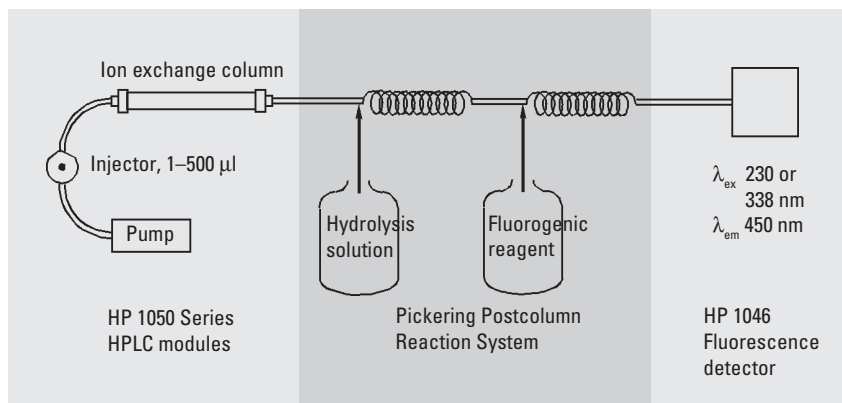 Ion exchange column
Injector, 1–500 µl
Pump
Hydrolysis
solution
Fluorogenic
reagent
λex 230 or
338 nm
λem 450 nm
HP 1050 Series
HPLC modules
Pickering Postcolumn
Reaction System
HP 1046
Fluorescence
detector